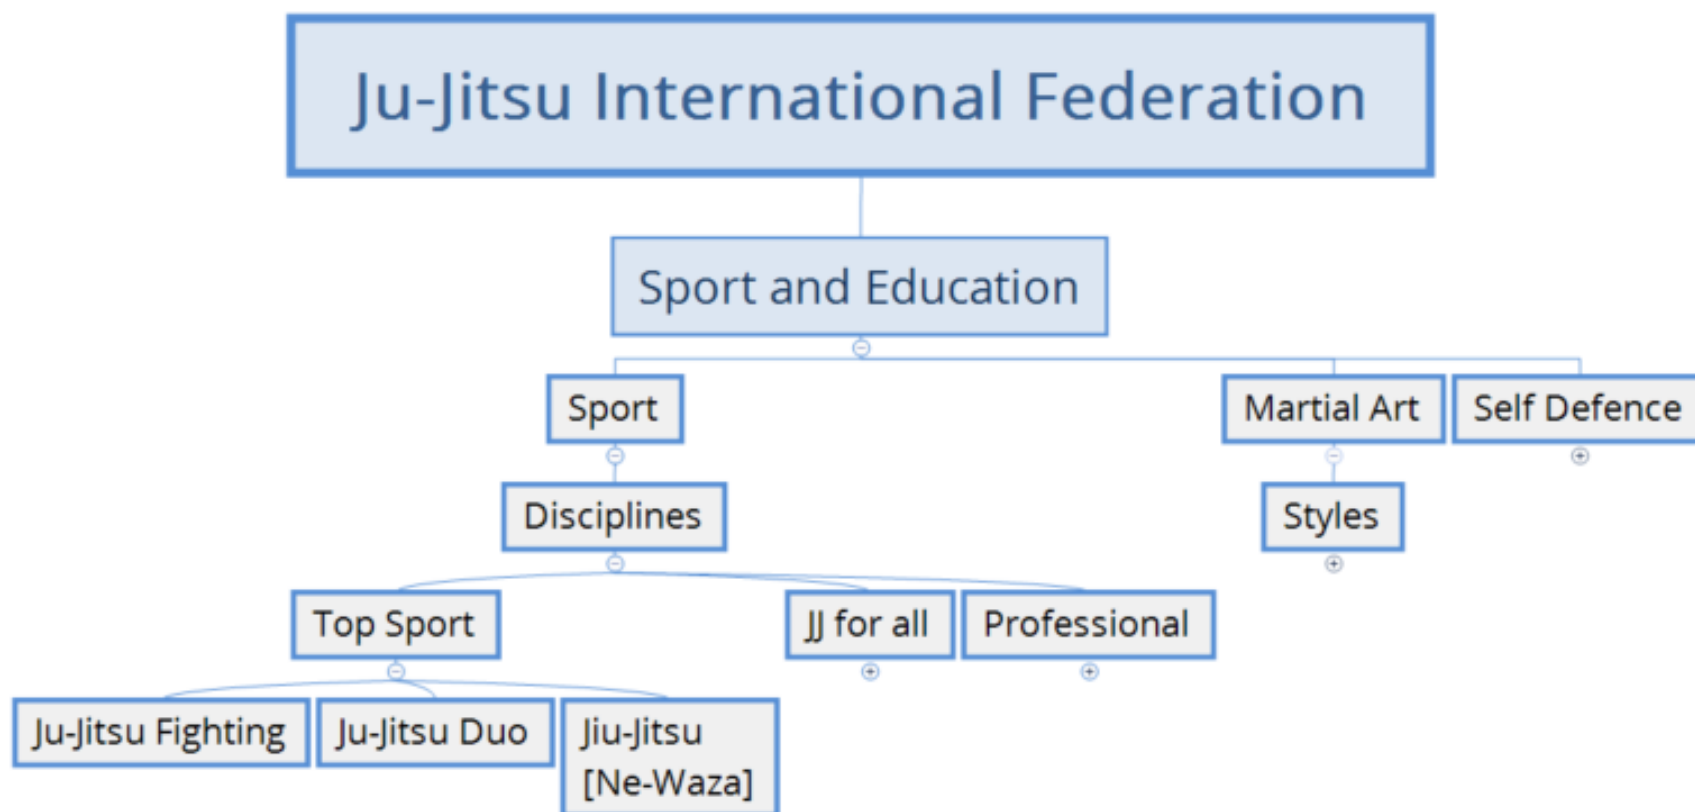 Ju-Jitsu International Federation
Sport and Education
Sport
Martial Art
Self Defence
Disciplines
Styles
Top Sport
JJ for all
Professional
Ju-Jitsu Fighting
Ju-Jitsu Duo
Jiu-Jitsu
[Ne-Waza]